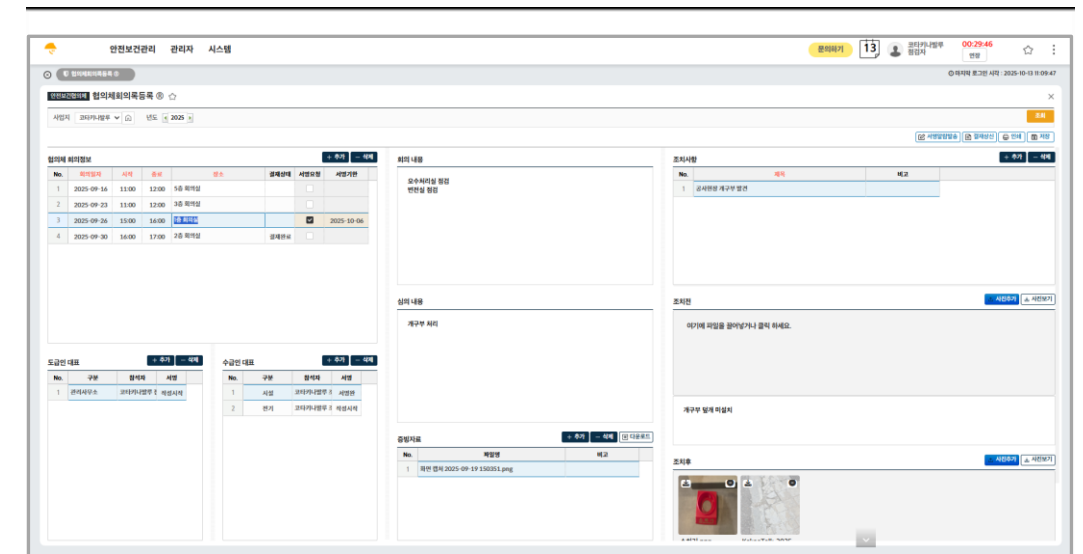 안전보건관리 관리자 시스템
문의하기 13 코타키나발루 점검자 00:29:46 연장
협의체회의록등록 ⊗
마지막 로그인 시각 : 2025-10-13 11:09:47
안전보건협의체 협의체회의록등록 ®
사업지 코타키나발루 년도 2025 조회
서명알람발송 결재상신 인쇄 저장
협의체 회의정보 + 추가 − 삭제
No. 회의일자 시작 종료 장소 결재상태 서명요청 서명기한
1 2025-09-16 11:00 12:00 5층 회의실
2 2025-09-23 11:00 12:00 3층 회의실
3 2025-09-26 15:00 16:00 층 회의실 2025-10-06
4 2025-09-30 16:00 17:00 2층 회의실 결재완료
도급인 대표 + 추가 − 삭제
No. 구분 참석자 서명
1 관리사무소 코타키나발루 작성시작
수급인 대표 + 추가 − 삭제
No. 구분 참석자 서명
1 시설 코타키나발루 서명완
2 전기 코타키나발루 작성시작
회의 내용
오수처리실 점검
변전실 점검
심의 내용
개구부 처리
증빙자료 + 추가 − 삭제 다운로드
No. 파일명 비고
1 화면 캡처 2025-09-19 150351.png
조치사항 + 추가 − 삭제
No. 제목 비고
1 공사현장 개구부 발견
조치전 사진추가 사진보기
여기에 파일을 끌어넣거나 클릭 하세요.
개구부 덮개 미설치
조치후 사진추가 사진보기